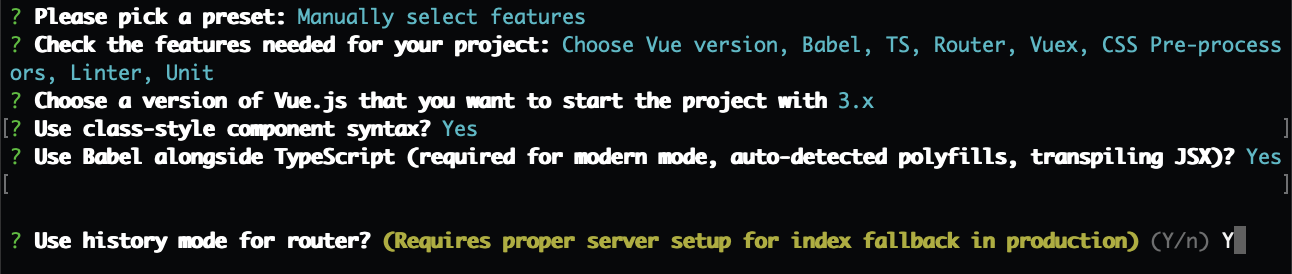 ? Please pick a preset: Manually select features
? Check the features needed for your project: Choose Vue version, Babel, TS, Router, Vuex, CSS Pre-process
ors, Linter, Unit
? Choose a version of Vue.js that you want to start the project with 3.x
[? Use class-style component syntax? Yes ]
? Use Babel alongside TypeScript (required for modern mode, auto-detected polyfills, transpiling JSX)? Yes
[ ]
? Use history mode for router? (Requires proper server setup for index fallback in production) (Y/n) Y